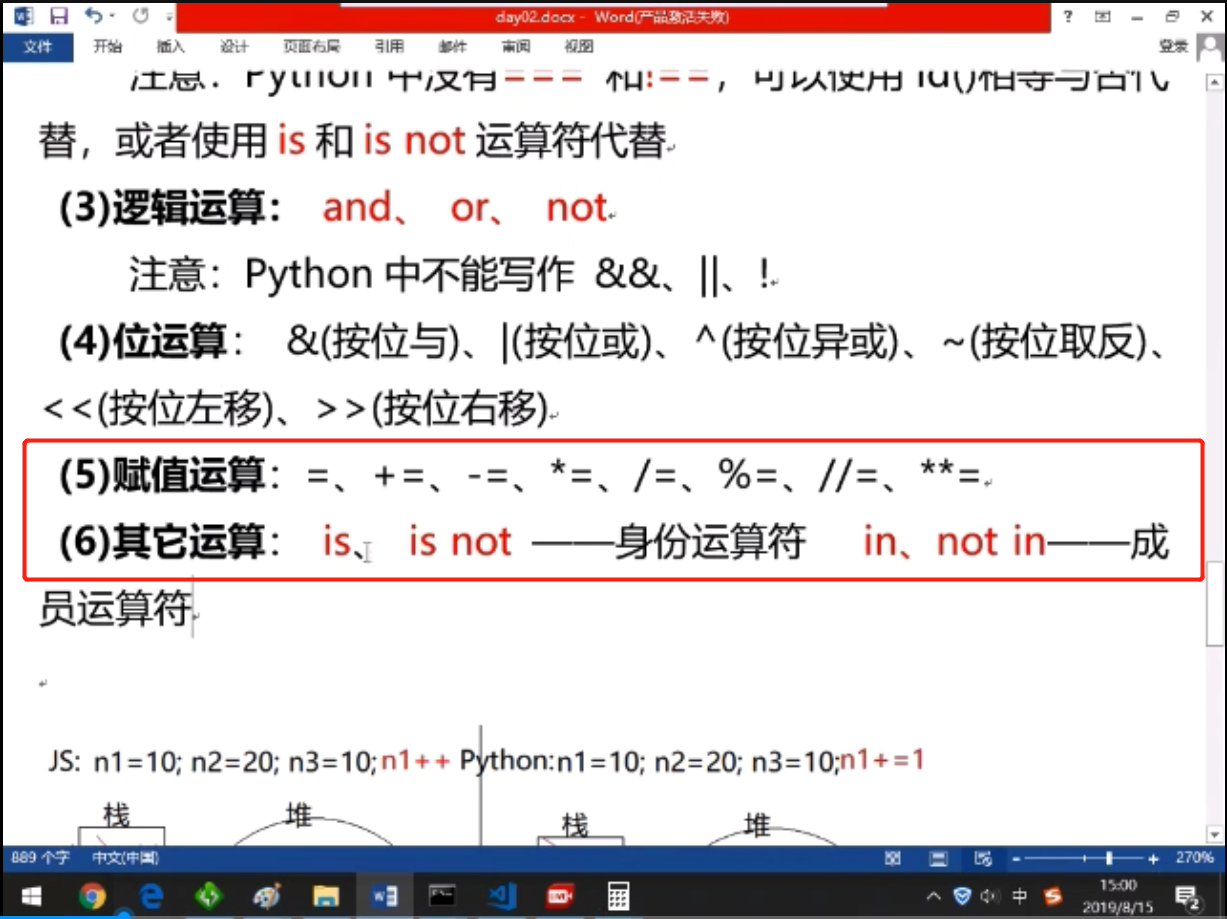 day02.docx - Word(产品激活失败)
文件 开始 插入 设计 页面布局 引用 邮件 审阅 视图 登录
注意：Python 中没有=== 和!==，可以使用 id()相等与否代
替，或者使用 is 和 is not 运算符代替。
(3)逻辑运算： and、 or、 not
注意：Python 中不能写作 &&、||、!
(4)位运算： &(按位与)、|(按位或)、^(按位异或)、~(按位取反)、
<<(按位左移)、>>(按位右移)
(5)赋值运算：=、+=、-=、*=、/=、%=、//=、**=
(6)其它运算： is、 is not ——身份运算符 in、not in——成
员运算符
JS: n1=10; n2=20; n3=10;n1++ Python:n1=10; n2=20; n3=10;n1+=1
栈 堆 栈 堆
889 个字 中文(中国) 270%
中 15:00
2019/8/15 2